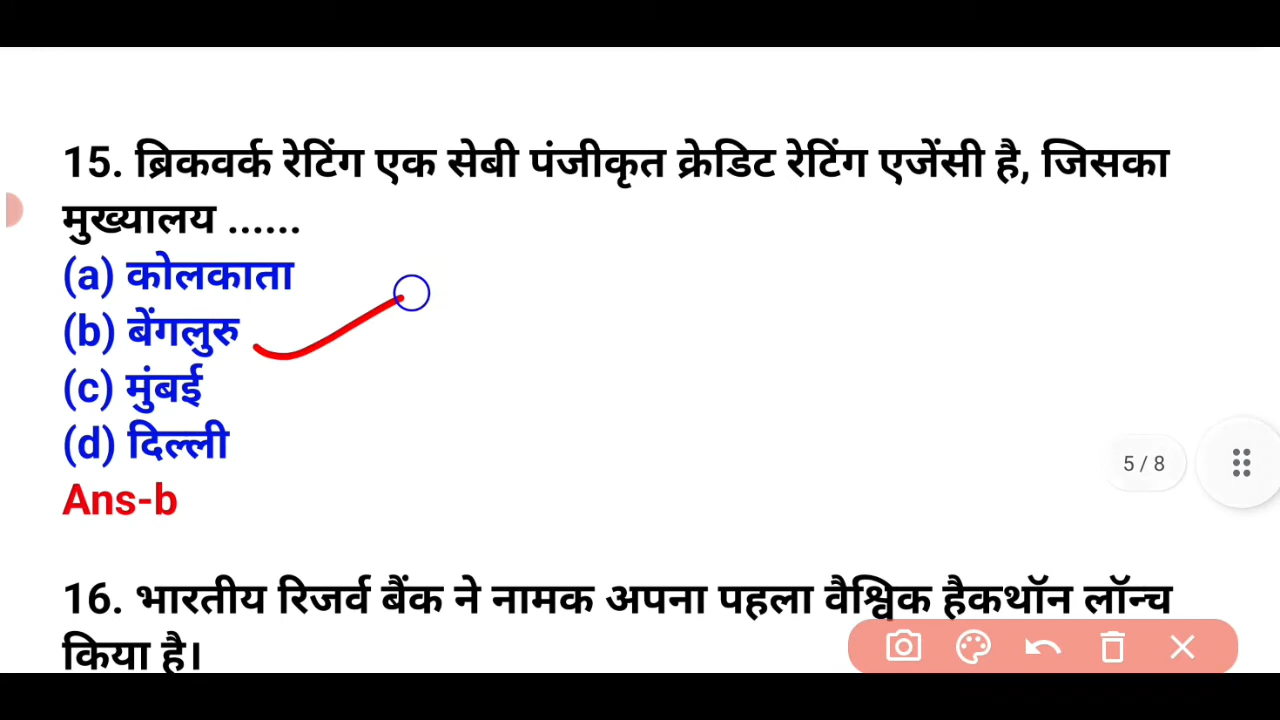 15. ब्रिकवर्क रेटिंग एक सेबी पंजीकृत क्रेडिट रेटिंग एजेंसी है, जिसका
मुख्यालय ......
(a) कोलकाता
(b) बेंगलुरु
(c) मुंबई
(d) दिल्ली
5 / 8
Ans-b
16. भारतीय रिजर्व बैंक ने नामक अपना पहला वैश्विक हैकथॉन लॉन्च
किया है।